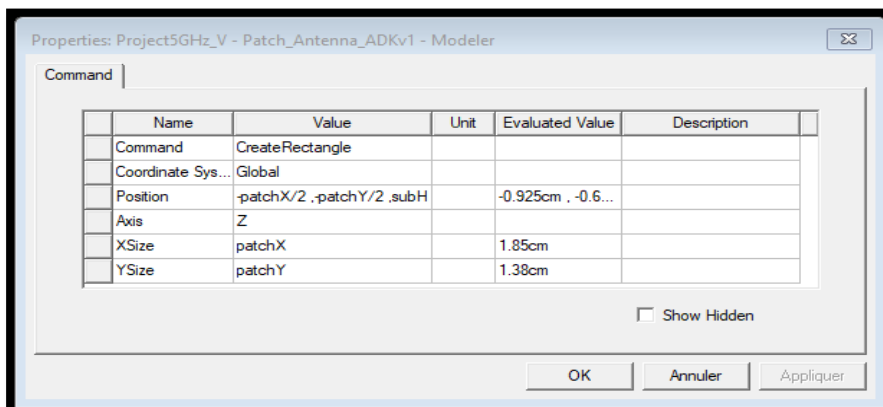 Properties: Project5GHz_V - Patch_Antenna_ADKv1 - Modeler
Command
Name Value Unit Evaluated Value Description
Command CreateRectangle
Coordinate Sys... Global
Position -patchX/2 ,-patchY/2 ,subH -0.925cm , -0.6...
Axis Z
XSize patchX 1.85cm
YSize patchY 1.38cm
Show Hidden
OK Annuler Appliquer